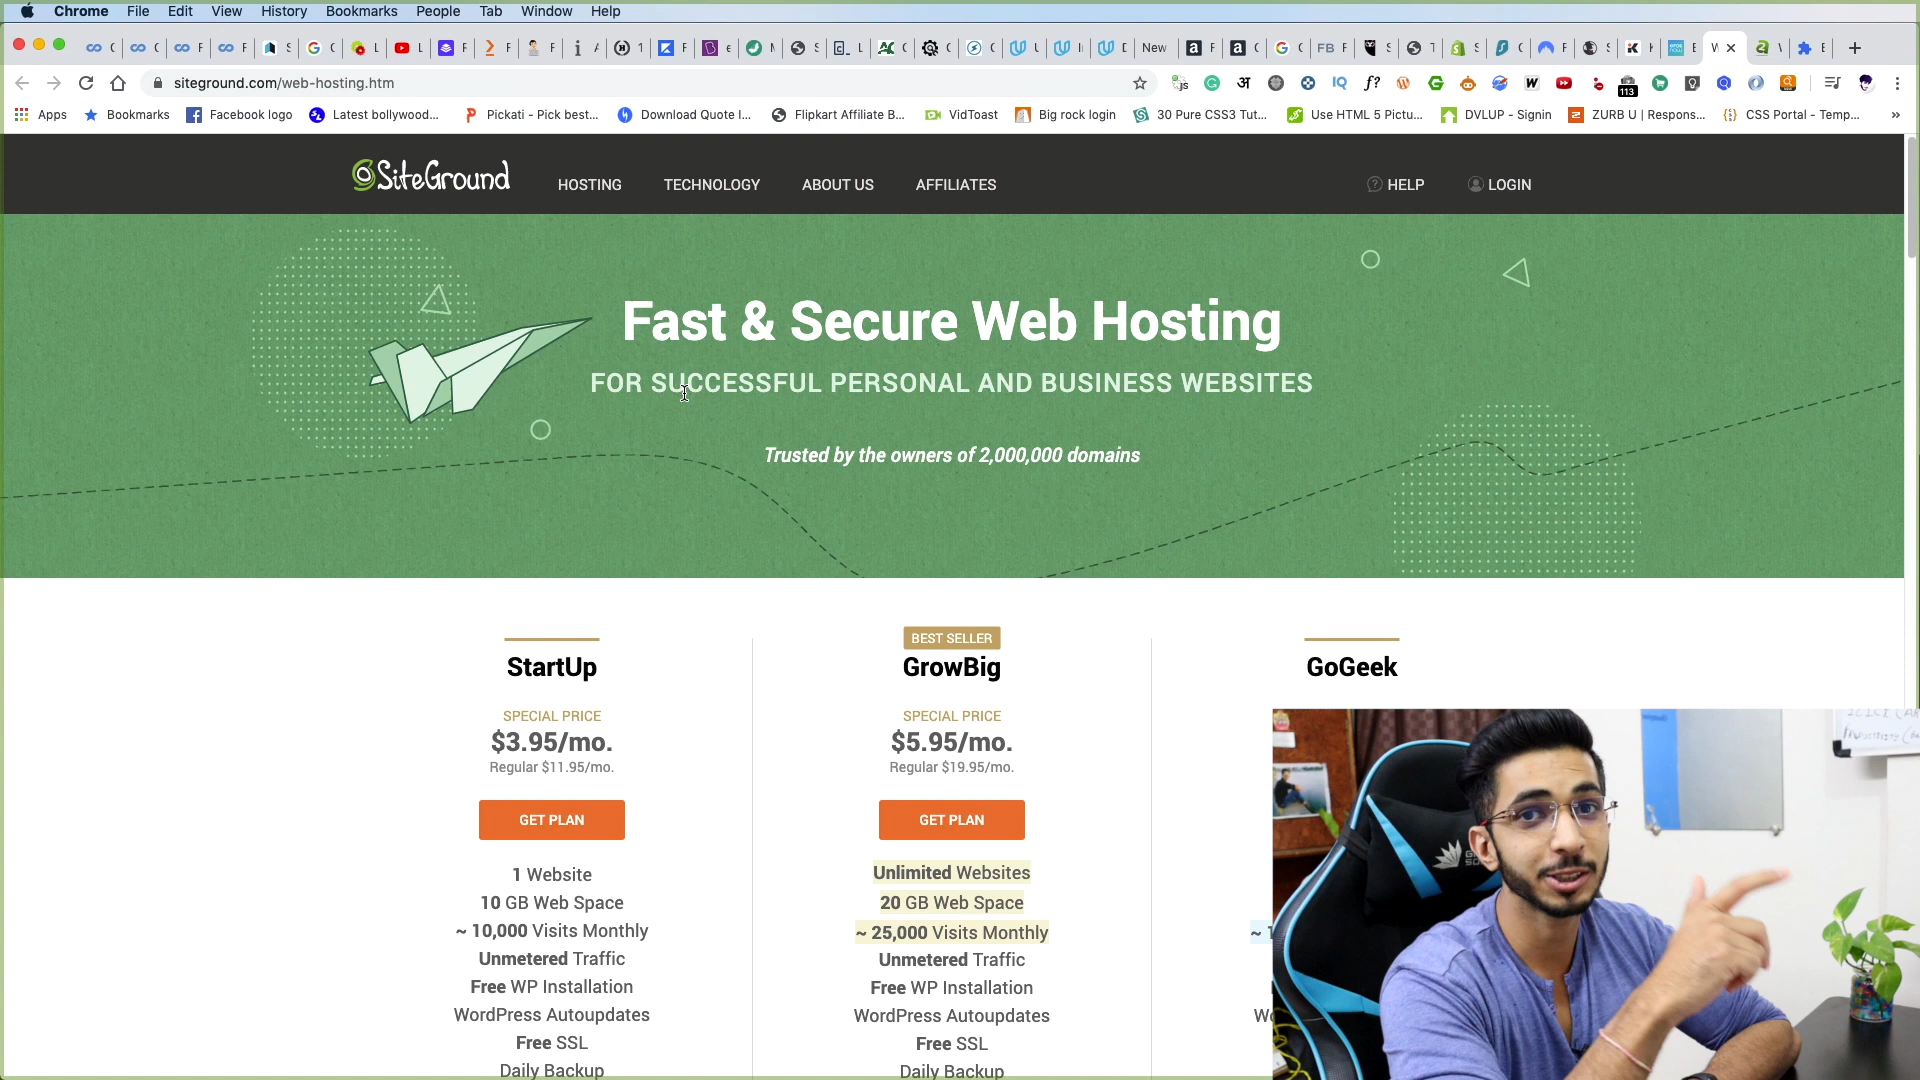 Chrome File Edit View History Bookmarks People Tab Window Help
New
siteground.com/web-hosting.htm
113
Apps Bookmarks Facebook logo Latest bollywood... Pickati - Pick best... Download Quote I... Flipkart Affiliate B... VidToast Big rock login 30 Pure CSS3 Tut... Use HTML 5 Pictu... DVLUP - Signin ZURB U | Respons... CSS Portal - Temp... »
SiteGround
HOSTING TECHNOLOGY ABOUT US AFFILIATES HELP LOGIN
Fast & Secure Web Hosting
FOR SUCCESSFUL PERSONAL AND BUSINESS WEBSITES
Trusted by the owners of 2,000,000 domains
StartUp
SPECIAL PRICE
$3.95/mo.
Regular $11.95/mo.
GET PLAN
1 Website
10 GB Web Space
~ 10,000 Visits Monthly
Unmetered Traffic
Free WP Installation
WordPress Autoupdates
Free SSL
Daily Backup
BEST SELLER
GrowBig
SPECIAL PRICE
$5.95/mo.
Regular $19.95/mo.
GET PLAN
Unlimited Websites
20 GB Web Space
~ 25,000 Visits Monthly
Unmetered Traffic
Free WP Installation
WordPress Autoupdates
Free SSL
Daily Backup
GoGeek